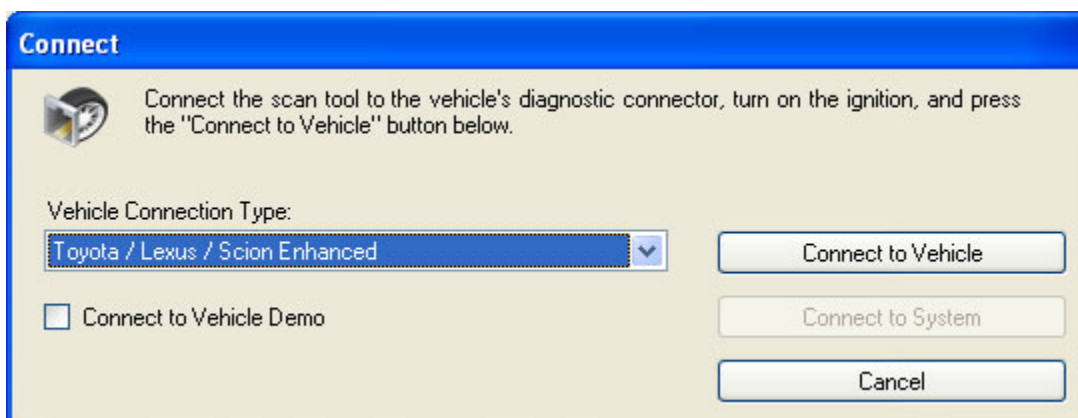 Connect
Connect the scan tool to the vehicle's diagnostic connector, turn on the ignition, and press
the "Connect to Vehicle" button below.
Vehicle Connection Type:
Toyota / Lexus / Scion Enhanced
Connect to Vehicle
Connect to Vehicle Demo
Connect to System
Cancel